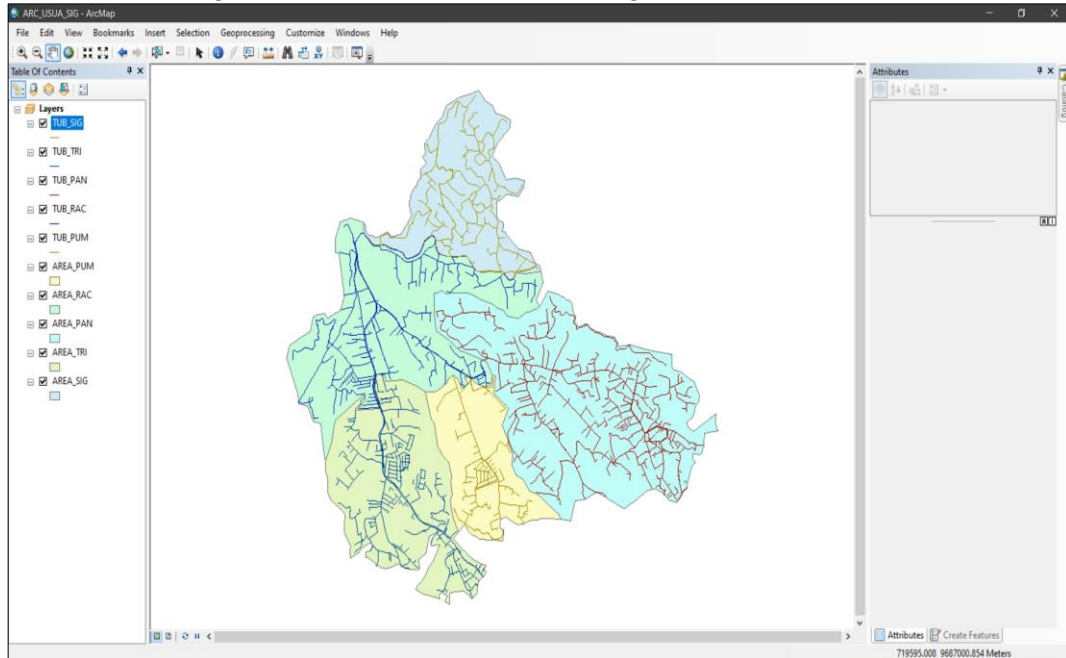 ARC_USUA_SIG - ArcMap
File Edit View Bookmarks Insert Selection Geoprocessing Customize Windows Help
Table Of Contents
Layers
TUB_SIG
TUB_TRI
TUB_PAN
TUB_RAC
TUB_PUM
AREA_PUM
AREA_RAC
AREA_PAN
AREA_TRI
AREA_SIG
Attributes
Catalog
Attributes Create Features
719595.008 9687000.854 Meters